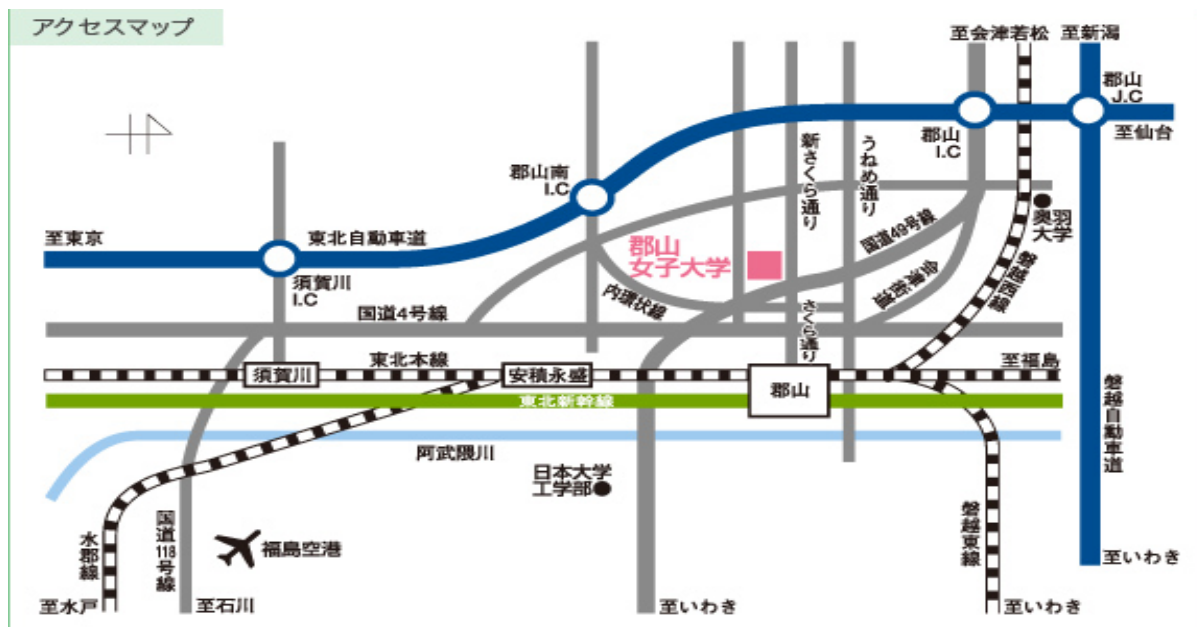 アクセスマップ
至会津若松
至新潟
郡山
J.C
至仙台
郡山
I.C
郡山南
I.C
新さくら通り
うねめ通り
奥羽
大学
至東京
東北自動車道
郡山
女子大学
国道49号線
会津街道
磐越西線
須賀川
I.C
内環状線
国道4号線
さくら通り
東北本線
至福島
須賀川
安積永盛
郡山
東北新幹線
磐越自動車道
阿武隈川
日本大学
工学部
水郡線
国道118号線
福島空港
磐越東線
至いわき
至水戸
至石川
至いわき
至いわき